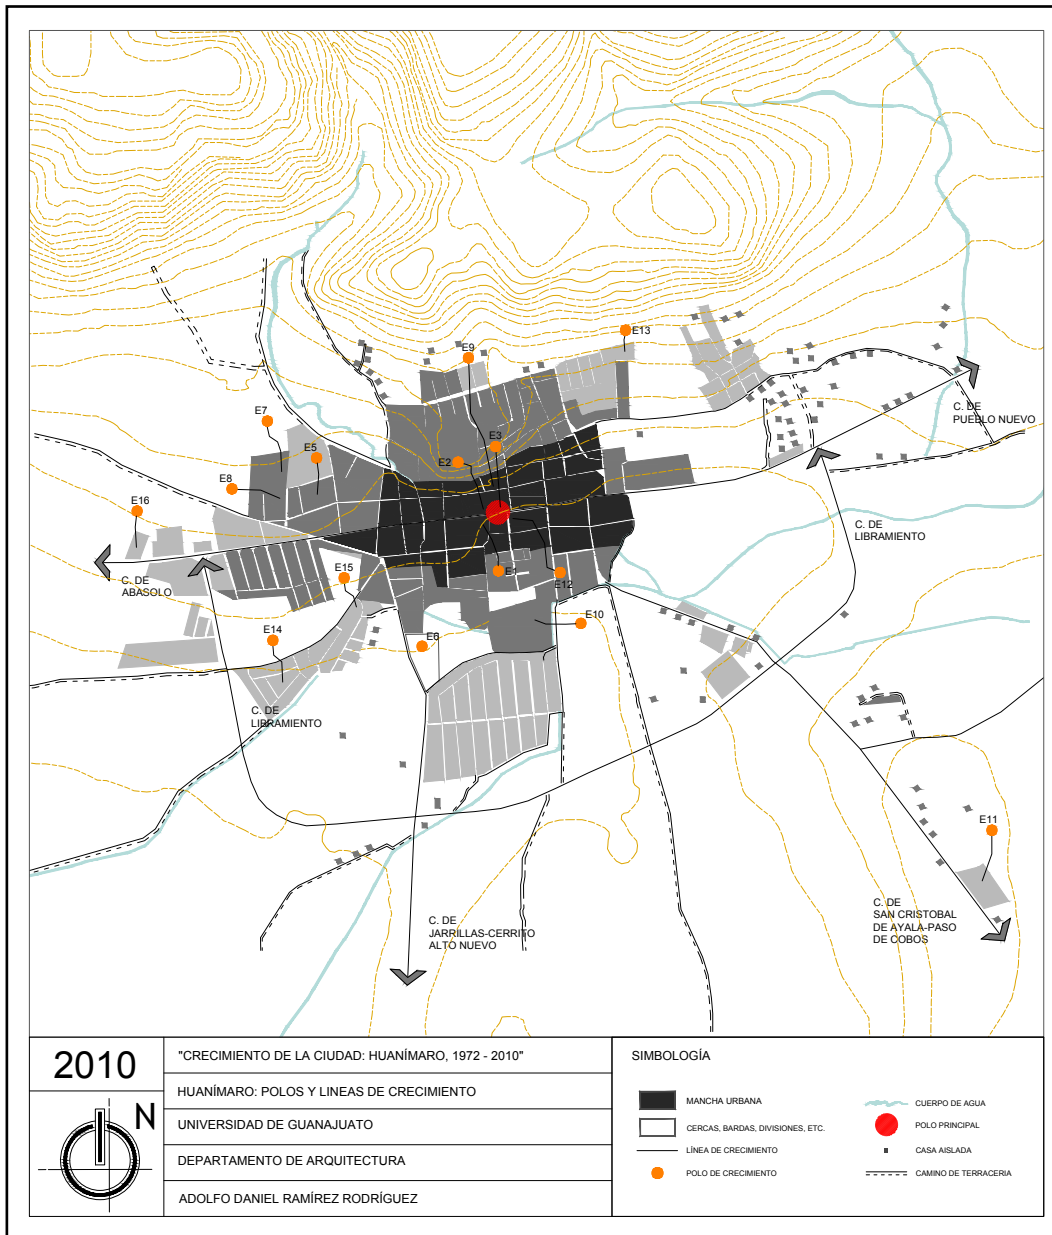 E13
E9
C. DE
PUEBLO NUEVO
E7
E3
E5
E2
E8
E16
C. DE
LIBRAMIENTO
E1
E12
E15
C. DE
ABASOLO
E10
E6
E14
C. DE
LIBRAMIENTO
E11
C. DE
JARRILLAS-CERRITO
ALTO NUEVO
C. DE
SAN CRISTOBAL
DE AYALA-PASO
DE COBOS
2010
N
"CRECIMIENTO DE LA CIUDAD: HUANÍMARO, 1972 - 2010"
HUANÍMARO: POLOS Y LINEAS DE CRECIMIENTO
UNIVERSIDAD DE GUANAJUATO
DEPARTAMENTO DE ARQUITECTURA
ADOLFO DANIEL RAMÍREZ RODRÍGUEZ
SIMBOLOGÍA
MANCHA URBANA
CERCAS, BARDAS, DIVISIONES, ETC.
LÍNEA DE CRECIMIENTO
POLO DE CRECIMIENTO
CUERPO DE AGUA
POLO PRINCIPAL
CASA AISLADA
CAMINO DE TERRACERIA